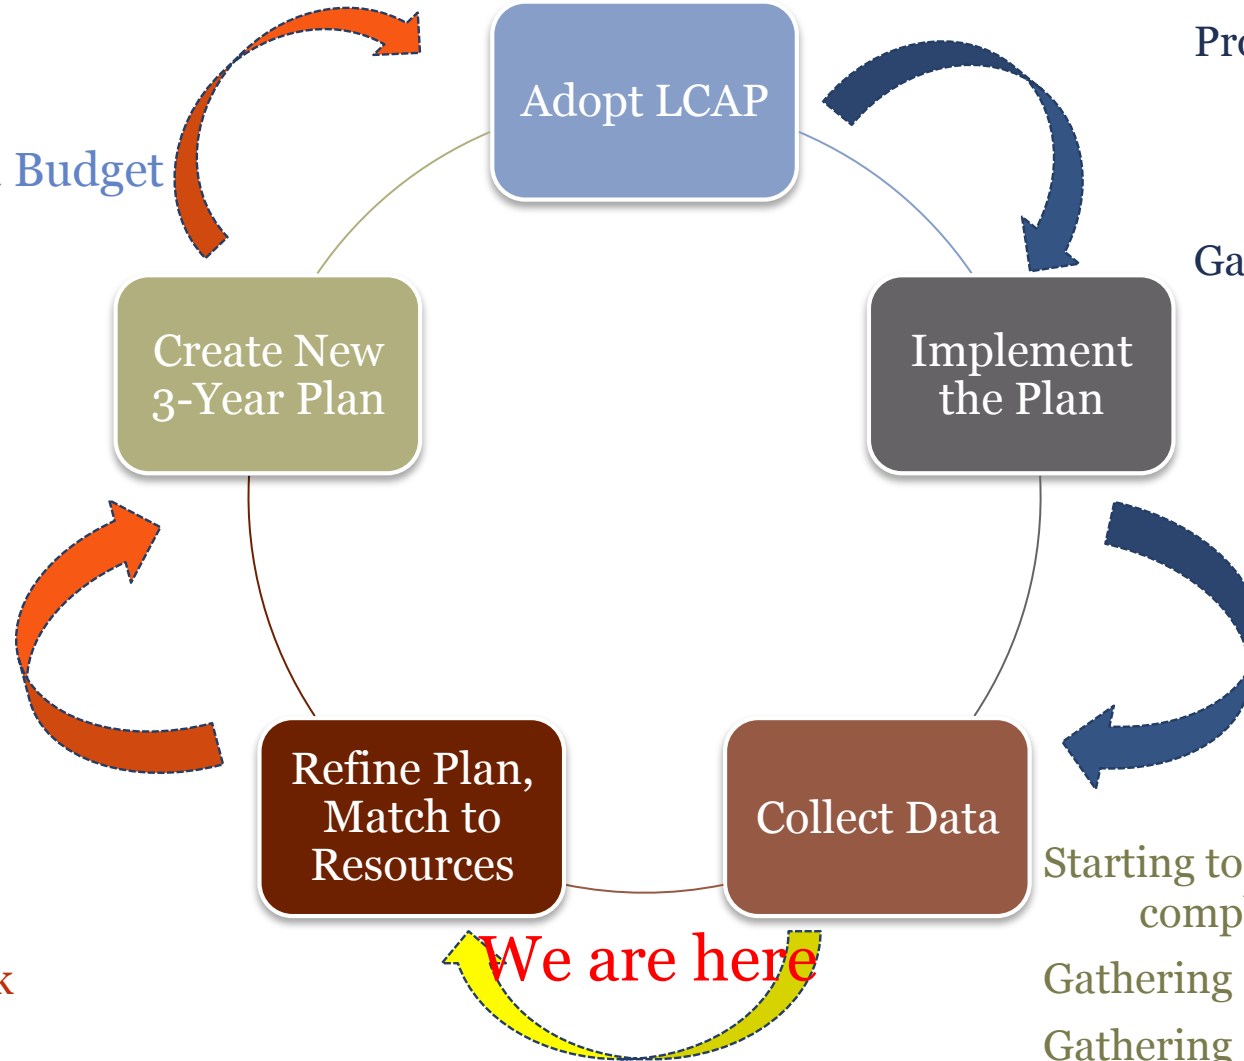 Adopt LCAP
Budget
Create New
3-Year Plan
Implement
the Plan
Refine Plan,
Match to
Resources
Collect Data
We are here
Starting to
Gathering
Gathering